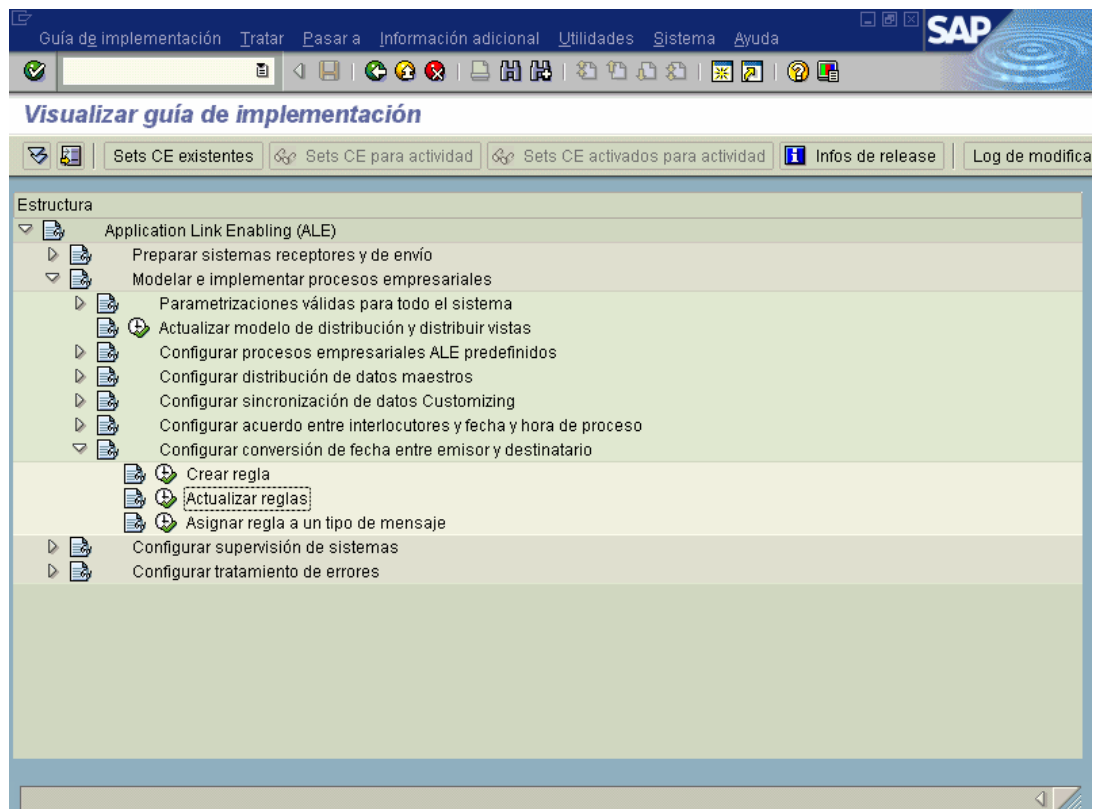 Guía de implementación Tratar Pasar a Información adicional Utilidades Sistema Ayuda
SAP
Visualizar guía de implementación
Sets CE existentes Sets CE para actividad Sets CE activados para actividad Infos de release Log de modifica
Estructura
Application Link Enabling (ALE)
Preparar sistemas receptores y de envío
Modelar e implementar procesos empresariales
Parametrizaciones válidas para todo el sistema
Actualizar modelo de distribución y distribuir vistas
Configurar procesos empresariales ALE predefinidos
Configurar distribución de datos maestros
Configurar sincronización de datos Customizing
Configurar acuerdo entre interlocutores y fecha y hora de proceso
Configurar conversión de fecha entre emisor y destinatario
Crear regla
Actualizar reglas
Asignar regla a un tipo de mensaje
Configurar supervisión de sistemas
Configurar tratamiento de errores